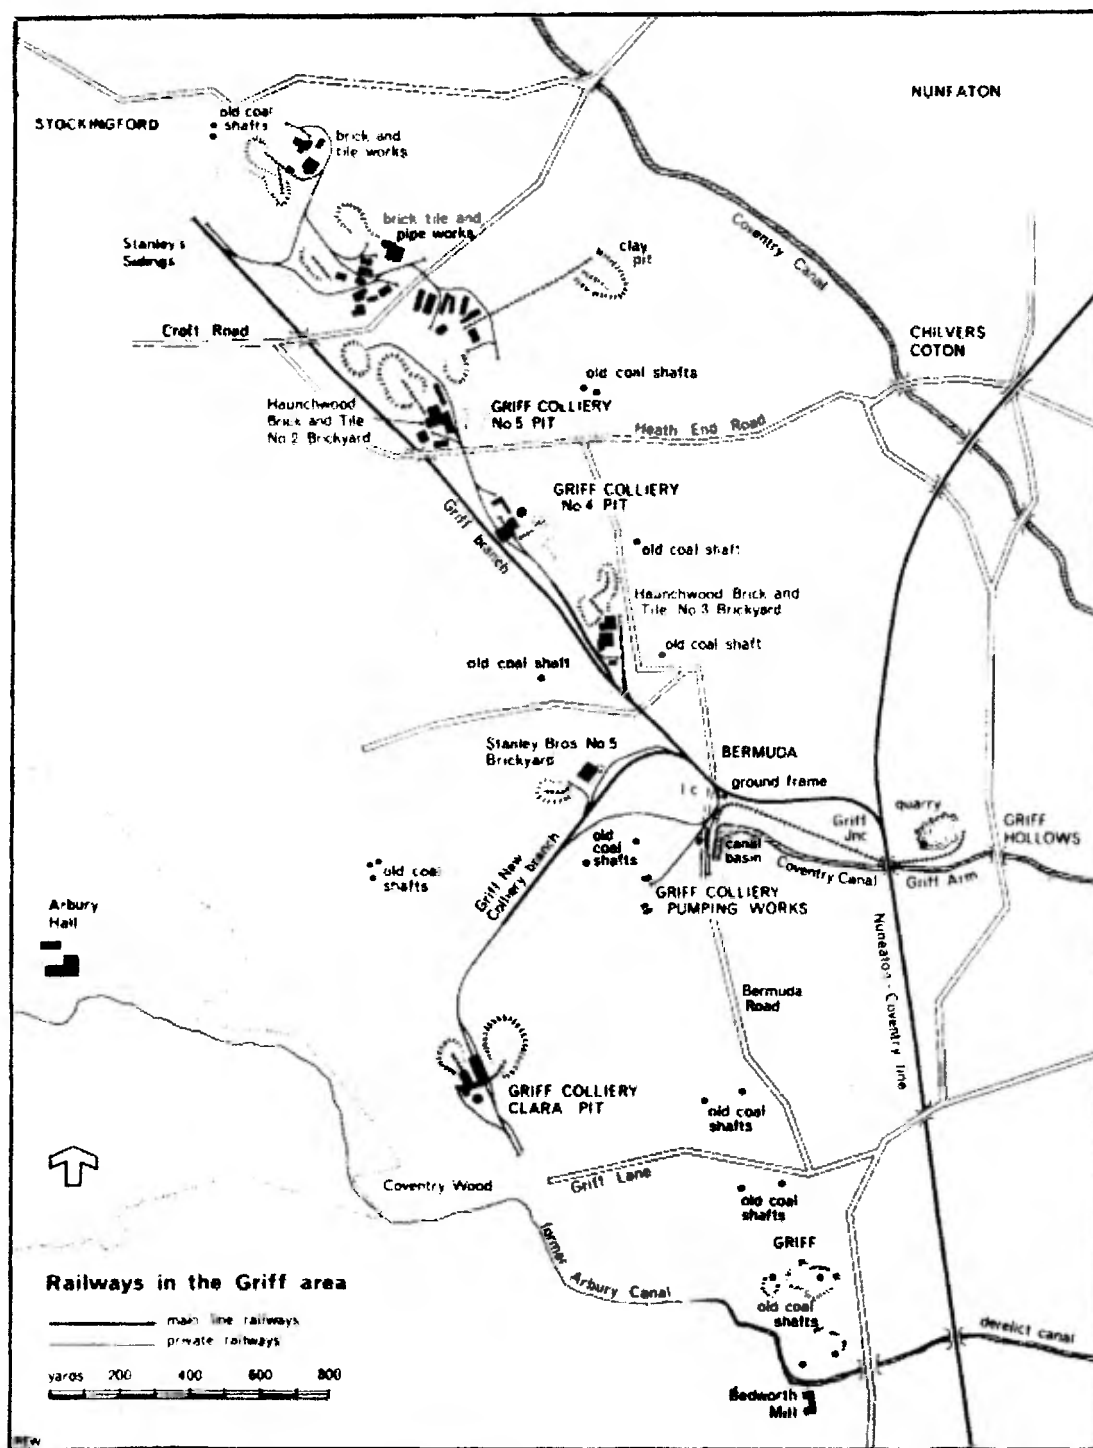 NUNEATON
STOCKINGFORD
old coal
shafts
brick and
tile works
brick tile and
pipe works
Stanley's
Sidings
clay
pit
Coventry Canal
Croft Road
CHILVERS
COTON
old coal shafts
Haunchwood
Brick and Tile
No 2 Brickyard
GRIFF COLLIERY
No 5 PIT
Heath End Road
GRIFF COLLIERY
No 4 PIT
Griff branch
old coal shaft
Haunchwood Brick and
Tile No 3 Brickyard
old coal shaft
old coal shaft
Stanley Bros No 5
Brickyard
BERMUDA
ground frame
l c
quarry
Griff
Jnc
GRIFF
HOLLOWS
old
coal
shafts
canal
basin
Coventry Canal
Griff Arm
old coal
shafts
Griff New
Colliery branch
GRIFF COLLIERY
PUMPING WORKS
Arbury
Hall
Nuneaton - Coventry line
Bermuda
Road
GRIFF COLLIERY
CLARA PIT
old coal
shafts
Coventry Wood
Griff Lane
old coal
shafts
former Arbury Canal
GRIFF
old coal
shafts
derelict canal
Bedworth
Mill
Railways in the Griff area
main line railways
private railways
yards 200 400 600 800